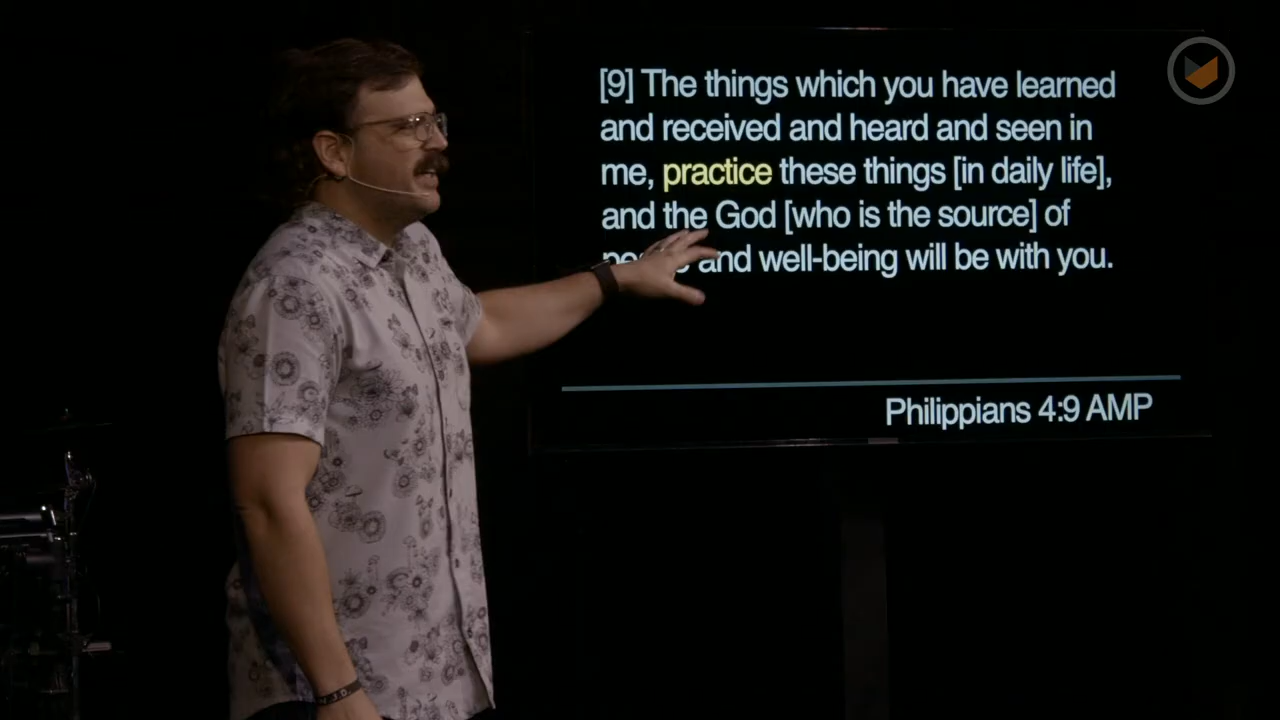 [9] The things which you have learned
and received and heard and seen in
me, practice these things [in daily life],
and the God [who is the source] of
and well-being will be with you.
Philippians 4:9 AMP